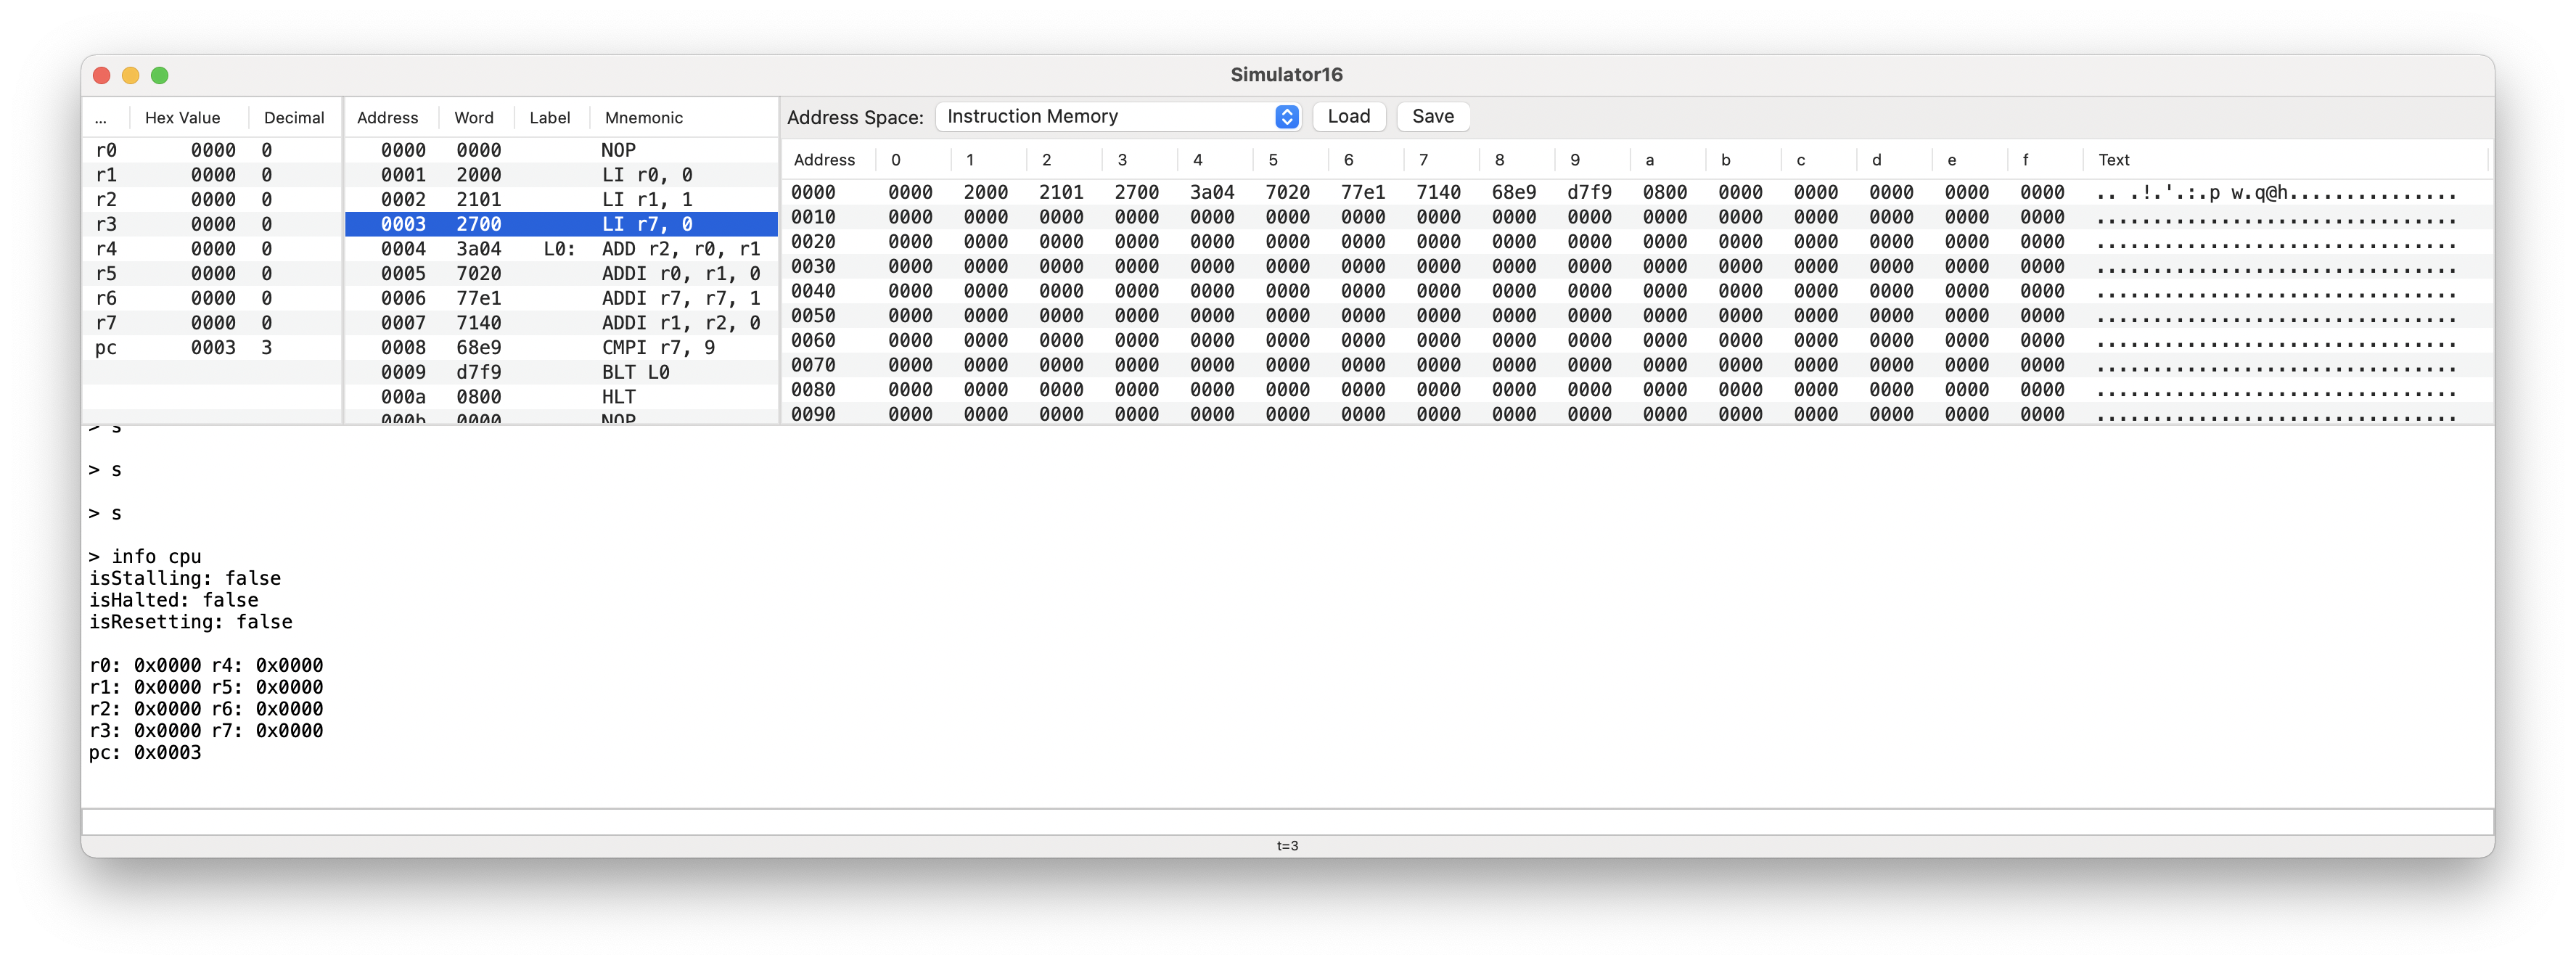 Simulator16
... Hex Value Decimal Address Word Label Mnemonic Address Space: Instruction Memory Load Save
r0 0000 0
r1 0000 0
r2 0000 0
r3 0000 0
r4 0000 0
r5 0000 0
r6 0000 0
r7 0000 0
pc 0003 3
0000 0000 NOP
0001 2000 LI r0, 0
0002 2101 LI r1, 1
0003 2700 LI r7, 0
0004 3a04 L0: ADD r2, r0, r1
0005 7020 ADDI r0, r1, 0
0006 77e1 ADDI r7, r7, 1
0007 7140 ADDI r1, r2, 0
0008 68e9 CMPI r7, 9
0009 d7f9 BLT L0
000a 0800 HLT
000b 0000 NOP
Address 0 1 2 3 4 5 6 7 8 9 a b c d e f Text
0000 0000 2000 2101 2700 3a04 7020 77e1 7140 68e9 d7f9 0800 0000 0000 0000 0000 0000 .. .!.'.:.p w.q@h...............
0010 0000 0000 0000 0000 0000 0000 0000 0000 0000 0000 0000 0000 0000 0000 0000 0000 ................................
0020 0000 0000 0000 0000 0000 0000 0000 0000 0000 0000 0000 0000 0000 0000 0000 0000 ................................
0030 0000 0000 0000 0000 0000 0000 0000 0000 0000 0000 0000 0000 0000 0000 0000 0000 ................................
0040 0000 0000 0000 0000 0000 0000 0000 0000 0000 0000 0000 0000 0000 0000 0000 0000 ................................
0050 0000 0000 0000 0000 0000 0000 0000 0000 0000 0000 0000 0000 0000 0000 0000 0000 ................................
0060 0000 0000 0000 0000 0000 0000 0000 0000 0000 0000 0000 0000 0000 0000 0000 0000 ................................
0070 0000 0000 0000 0000 0000 0000 0000 0000 0000 0000 0000 0000 0000 0000 0000 0000 ................................
0080 0000 0000 0000 0000 0000 0000 0000 0000 0000 0000 0000 0000 0000 0000 0000 0000 ................................
0090 0000 0000 0000 0000 0000 0000 0000 0000 0000 0000 0000 0000 0000 0000 0000 0000 ................................
> s
> s
> s
> info cpu
isStalling: false
isHalted: false
isResetting: false
r0: 0x0000 r4: 0x0000
r1: 0x0000 r5: 0x0000
r2: 0x0000 r6: 0x0000
r3: 0x0000 r7: 0x0000
pc: 0x0003
t=3